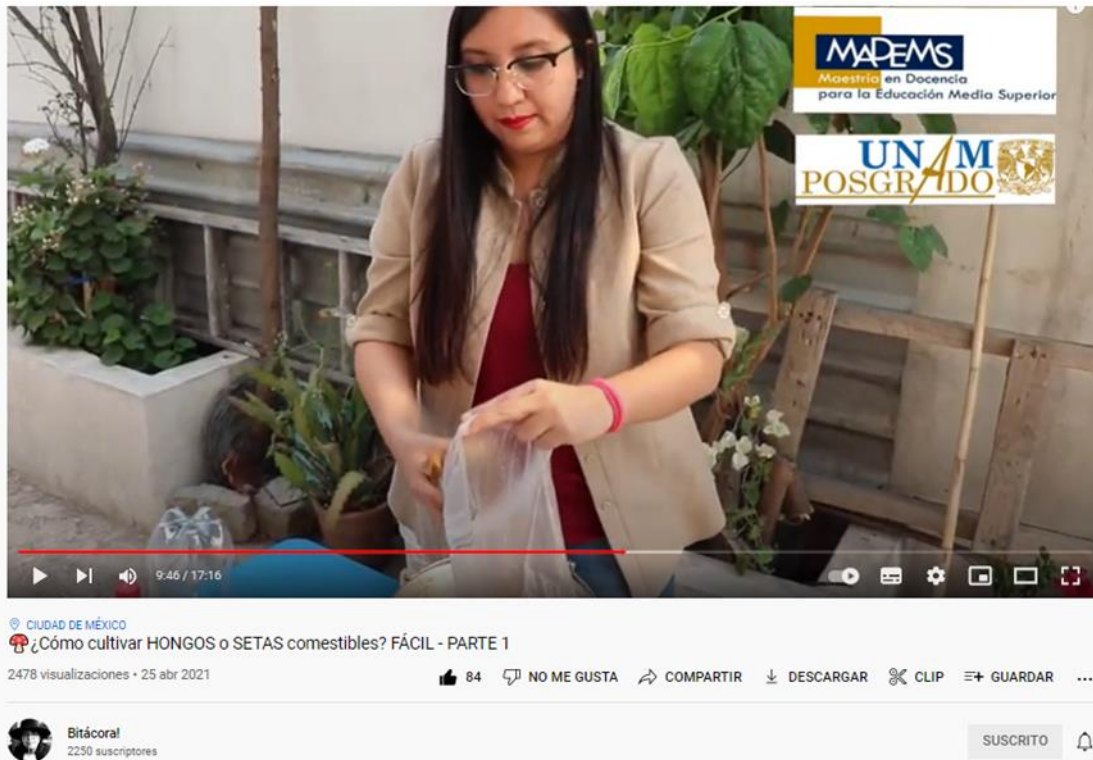 MADEMS
Maestría en Docencia
para la Educación Media Superior
UNAM
POSGRADO
9:46 / 17:16
CIUDAD DE MÉXICO
¿Cómo cultivar HONGOS o SETAS comestibles? FÁCIL - PARTE 1
2478 visualizaciones • 25 abr 2021
84 NO ME GUSTA COMPARTIR DESCARGAR CLIP GUARDAR ...
Bitácora!
2250 suscriptores
SUSCRITO